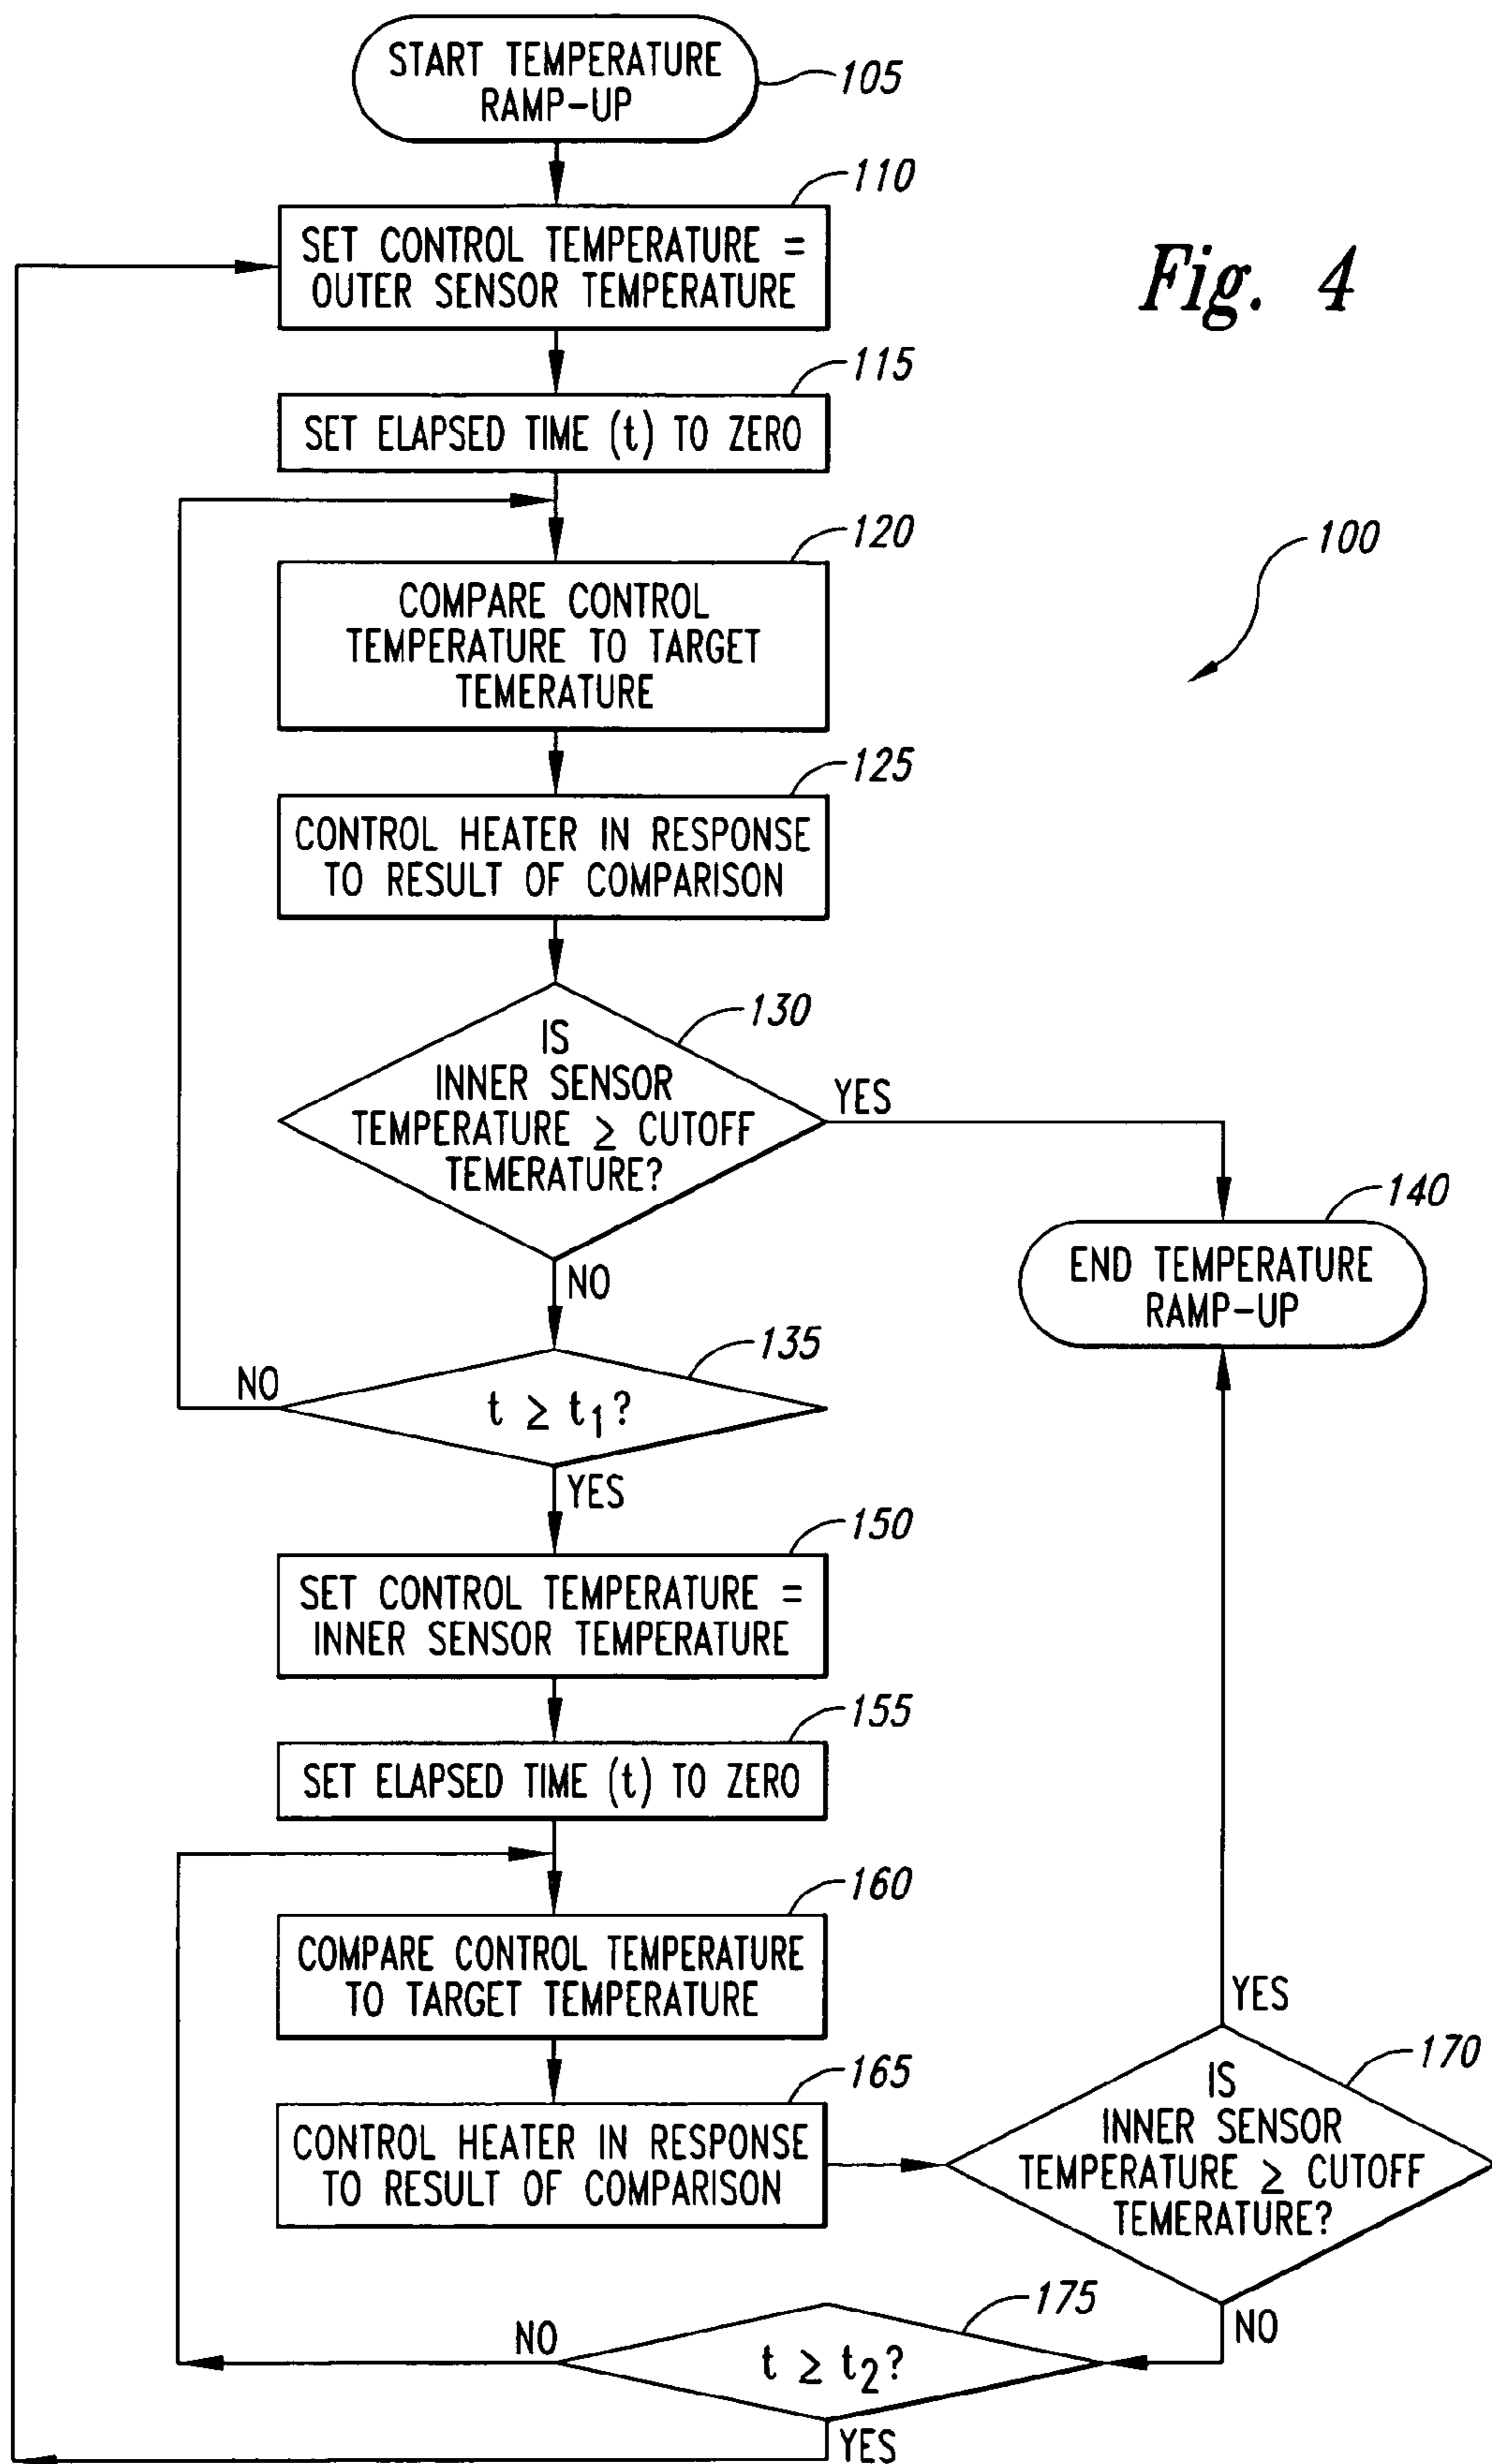 START TEMPERATURE
RAMP-UP
105
110
SET CONTROL TEMPERATURE =
OUTER SENSOR TEMPERATURE
Fig. 4
115
SET ELAPSED TIME (t) TO ZERO
120
100
COMPARE CONTROL
TEMPERATURE TO TARGET
TEMERATURE
125
CONTROL HEATER IN RESPONSE
TO RESULT OF COMPARISON
130
IS
INNER SENSOR
TEMPERATURE ≥ CUTOFF
TEMERATURE?
YES
NO
140
END TEMPERATURE
RAMP-UP
135
NO
t ≥ t₁?
YES
150
SET CONTROL TEMPERATURE =
INNER SENSOR TEMPERATURE
155
SET ELAPSED TIME (t) TO ZERO
160
COMPARE CONTROL TEMPERATURE
TO TARGET TEMPERATURE
165
CONTROL HEATER IN RESPONSE
TO RESULT OF COMPARISON
YES
170
IS
INNER SENSOR
TEMPERATURE ≥ CUTOFF
TEMERATURE?
NO
175
NO
t ≥ t₂?
YES